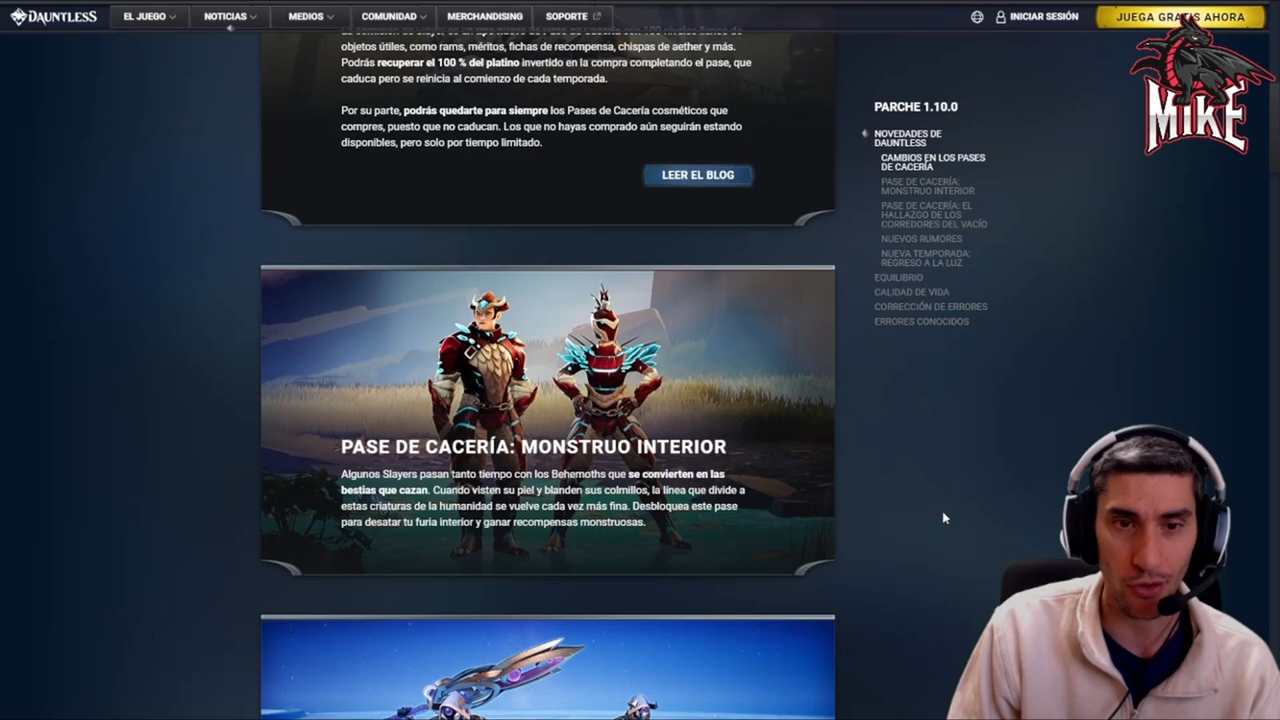 DAUNTLESS
EL JUEGO
NOTICIAS
MEDIOS
COMUNIDAD
MERCHANDISING
SOPORTE
INICIAR SESIÓN
JUEGA GRATIS AHORA
objetos útiles, como rams, méritos, fichas de recompensa, chispas de aether y más.
Podrás recuperar el 100 % del platino invertido en la compra completando el pase, que
caduca pero se reinicia al comienzo de cada temporada.
Por su parte, podrás quedarte para siempre los Pases de Cacería cosméticos que
compres, puesto que no caducan. Los que no hayas comprado aún seguirán estando
disponibles, pero solo por tiempo limitado.
LEER EL BLOG
PASE DE CACERÍA: MONSTRUO INTERIOR
Algunos Slayers pasan tanto tiempo con los Behemoths que se convierten en las
bestias que cazan. Cuando visten su piel y blanden sus colmillos, la línea que divide a
estas criaturas de la humanidad se vuelve cada vez más fina. Desbloquea este pase
para desatar tu furia interior y ganar recompensas monstruosas.
PARCHE 1.10.0
NOVEDADES DE
DAUNTLESS
CAMBIOS EN LOS PASES
DE CACERÍA
PASE DE CACERÍA:
MONSTRUO INTERIOR
PASE DE CACERÍA: EL
HALLAZGO DE LOS
CORREDORES DEL VACÍO
NUEVOS RUMORES
NUEVA TEMPORADA:
REGRESO A LA LUZ
EQUILIBRIO
CALIDAD DE VIDA
CORRECCIÓN DE ERRORES
ERRORES CONOCIDOS
MIKE